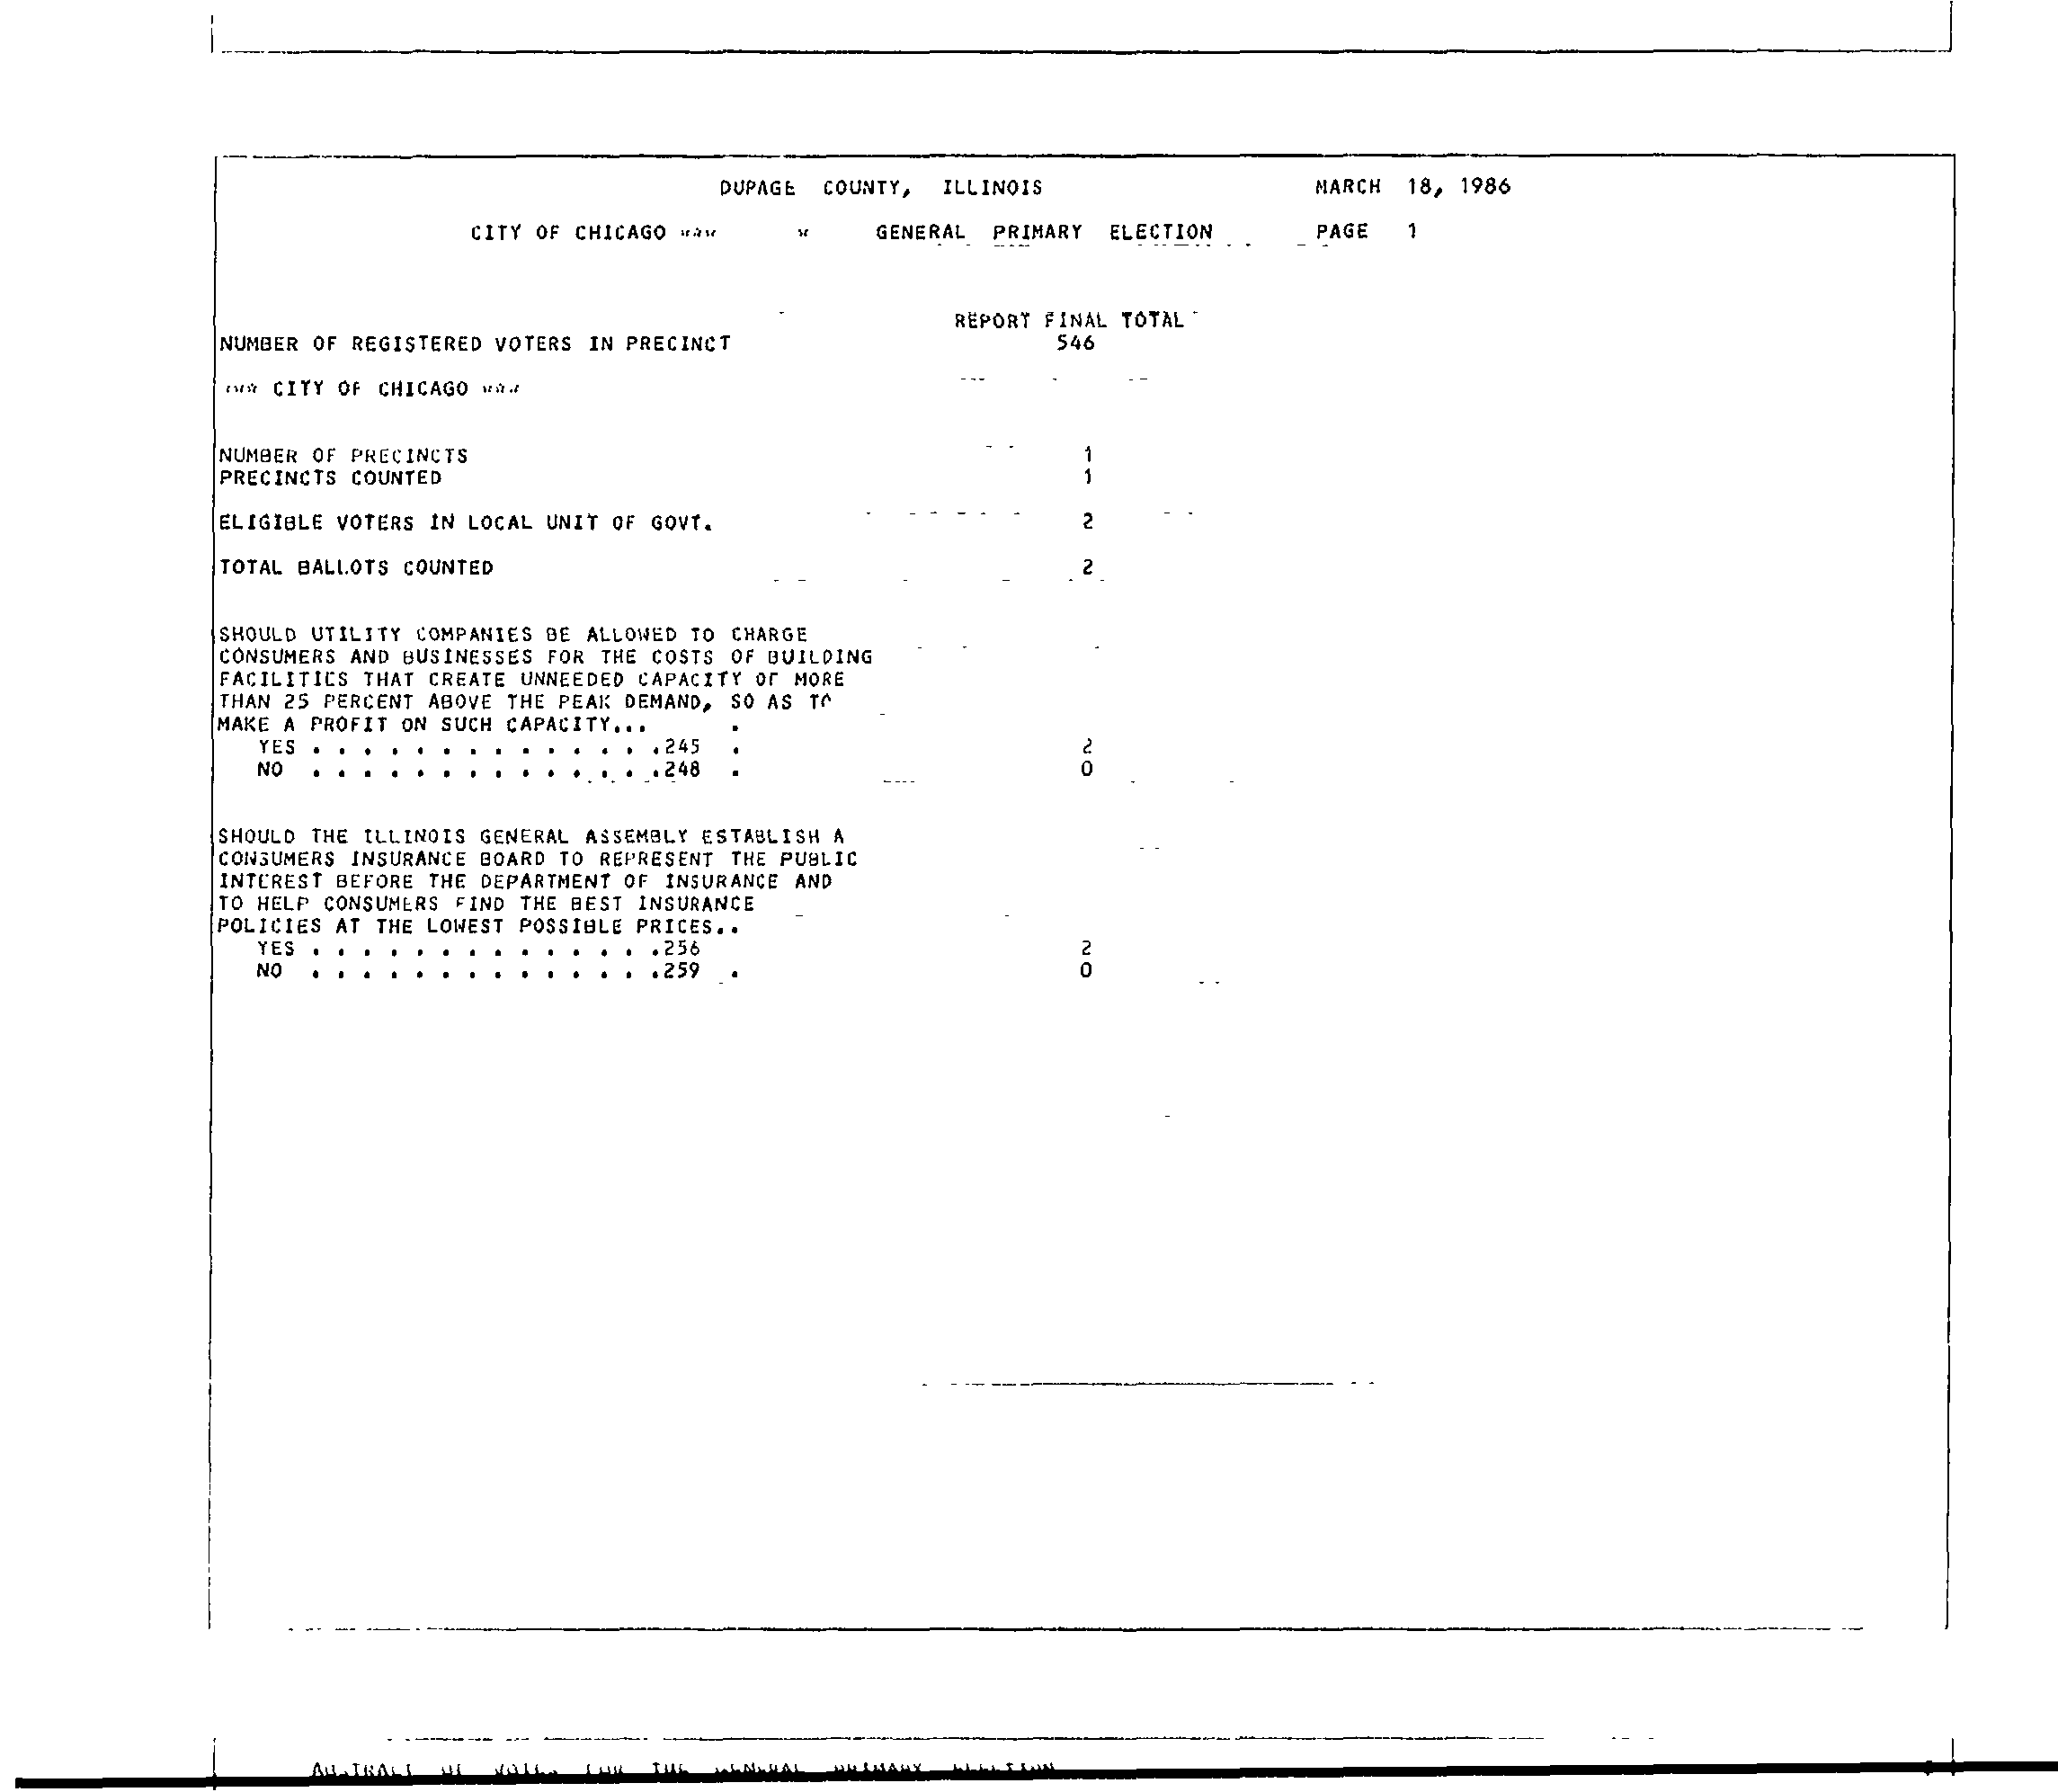 DUPAGE COUNTY, ILLINOIS MARCH 18, 1986
CITY OF CHICAGO *** * GENERAL PRIMARY ELECTION PAGE 1
REPORT FINAL TOTAL
NUMBER OF REGISTERED VOTERS IN PRECINCT 546
*** CITY OF CHICAGO ***
NUMBER OF PRECINCTS 1
PRECINCTS COUNTED 1
ELIGIBLE VOTERS IN LOCAL UNIT OF GOVT. 2
TOTAL BALLOTS COUNTED 2
SHOULD UTILITY COMPANIES BE ALLOWED TO CHARGE
CONSUMERS AND BUSINESSES FOR THE COSTS OF BUILDING
FACILITIES THAT CREATE UNNEEDED CAPACITY OF MORE
THAN 25 PERCENT ABOVE THE PEAK DEMAND, SO AS TO
MAKE A PROFIT ON SUCH CAPACITY... .
YES . . . . . . . . . . . . . .245 . 2
NO . . . . . . . . . . . . . .248 . 0
SHOULD THE ILLINOIS GENERAL ASSEMBLY ESTABLISH A
CONSUMERS INSURANCE BOARD TO REPRESENT THE PUBLIC
INTEREST BEFORE THE DEPARTMENT OF INSURANCE AND
TO HELP CONSUMERS FIND THE BEST INSURANCE
POLICIES AT THE LOWEST POSSIBLE PRICES..
YES . . . . . . . . . . . . . .256 2
NO . . . . . . . . . . . . . .259 . 0